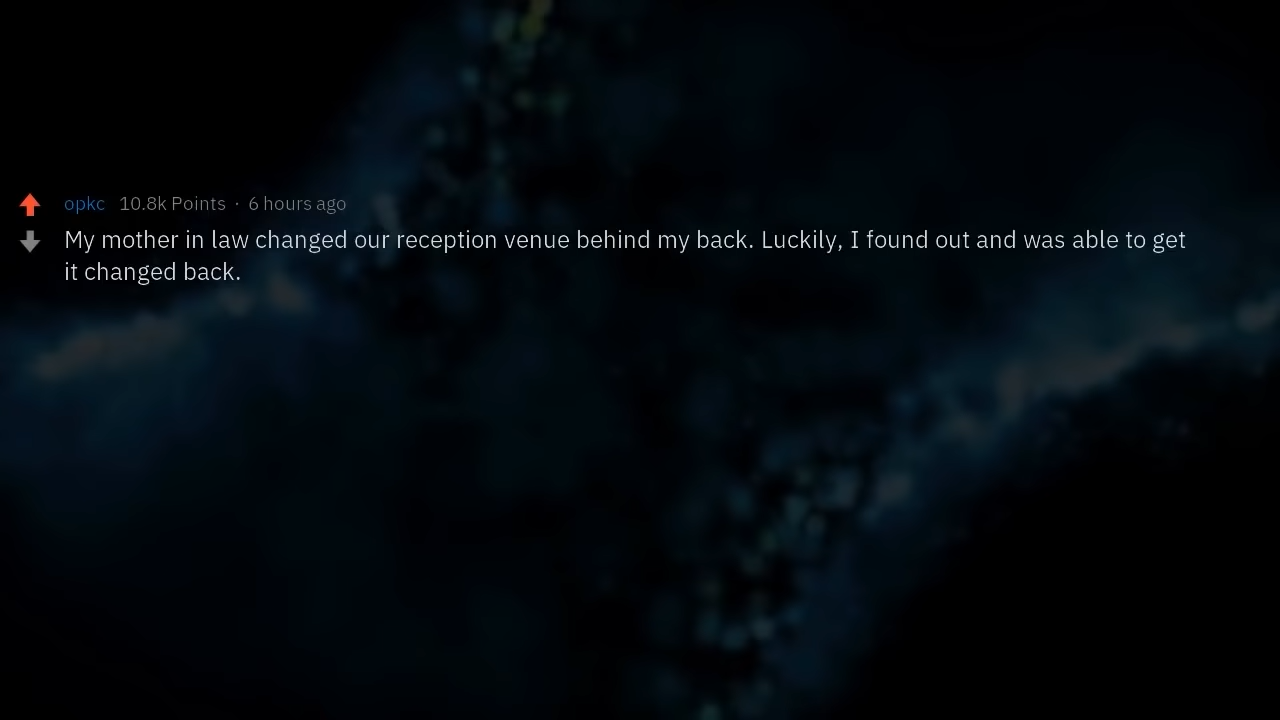 opkc 10.8k Points · 6 hours ago
My mother in law changed our reception venue behind my back. Luckily, I found out and was able to get
it changed back.